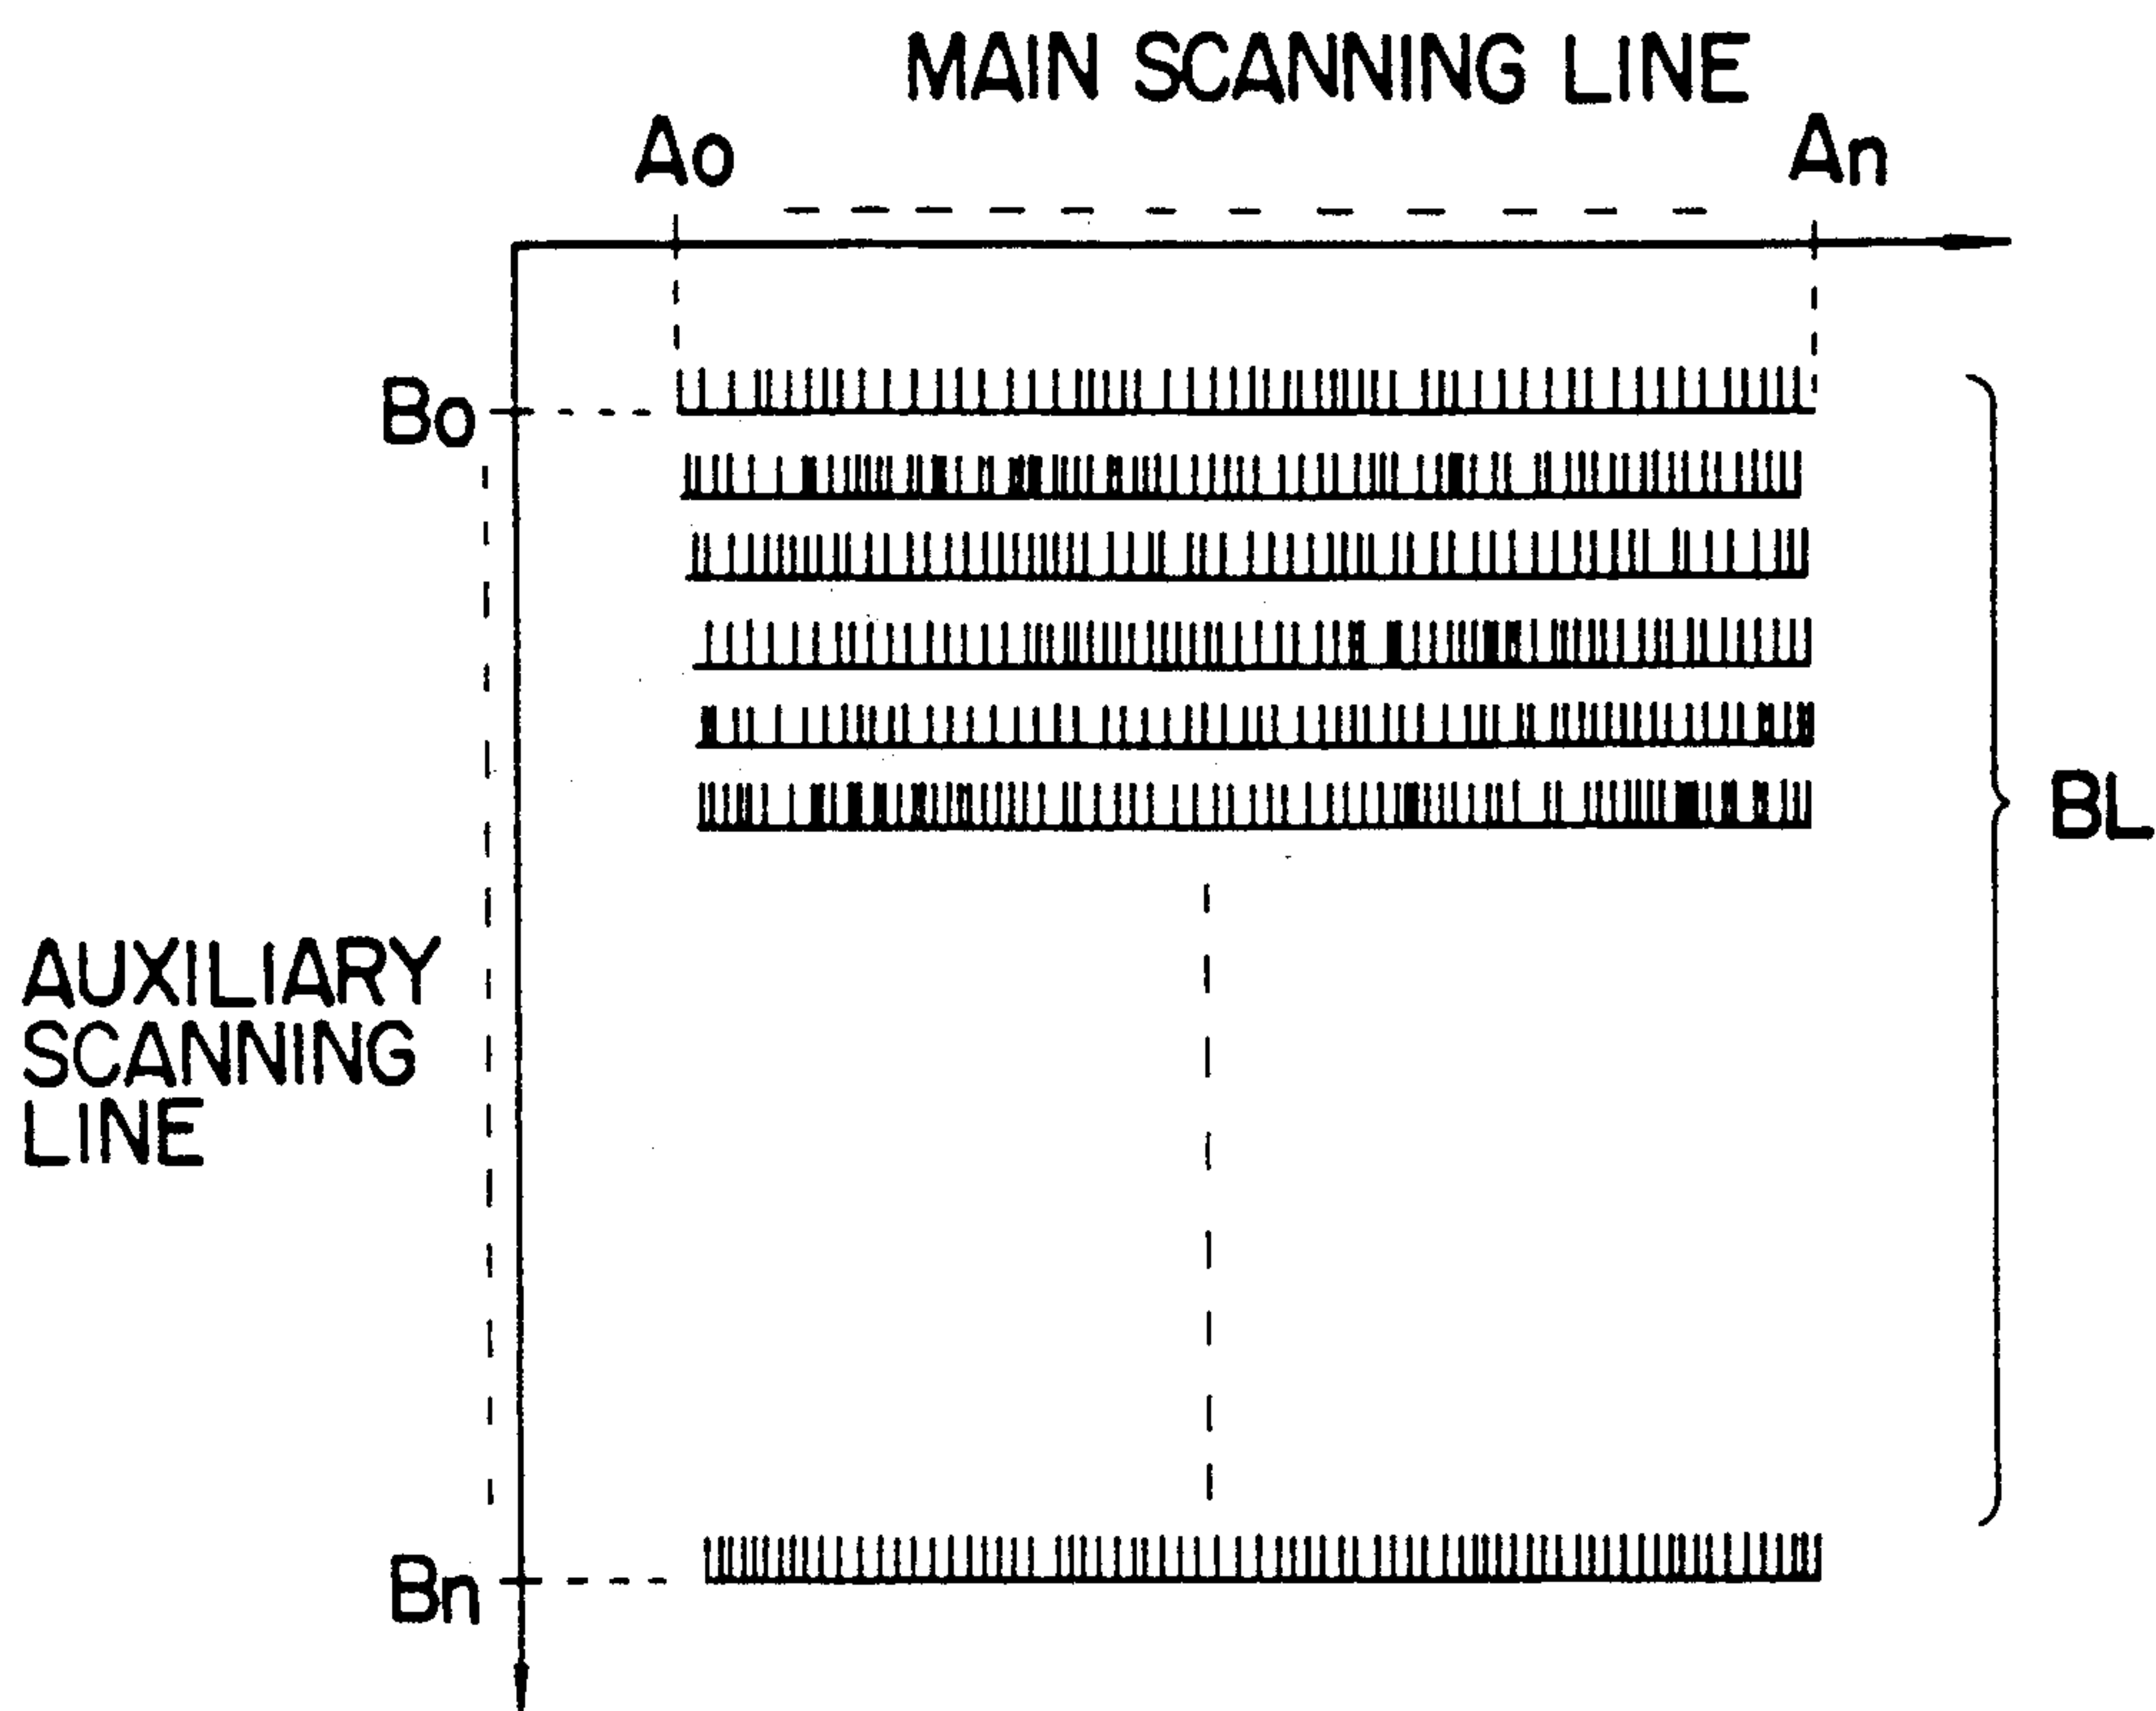 MAIN SCANNING LINE
Ao
An
Bo
BL
AUXILIARY
SCANNING
LINE
Bn